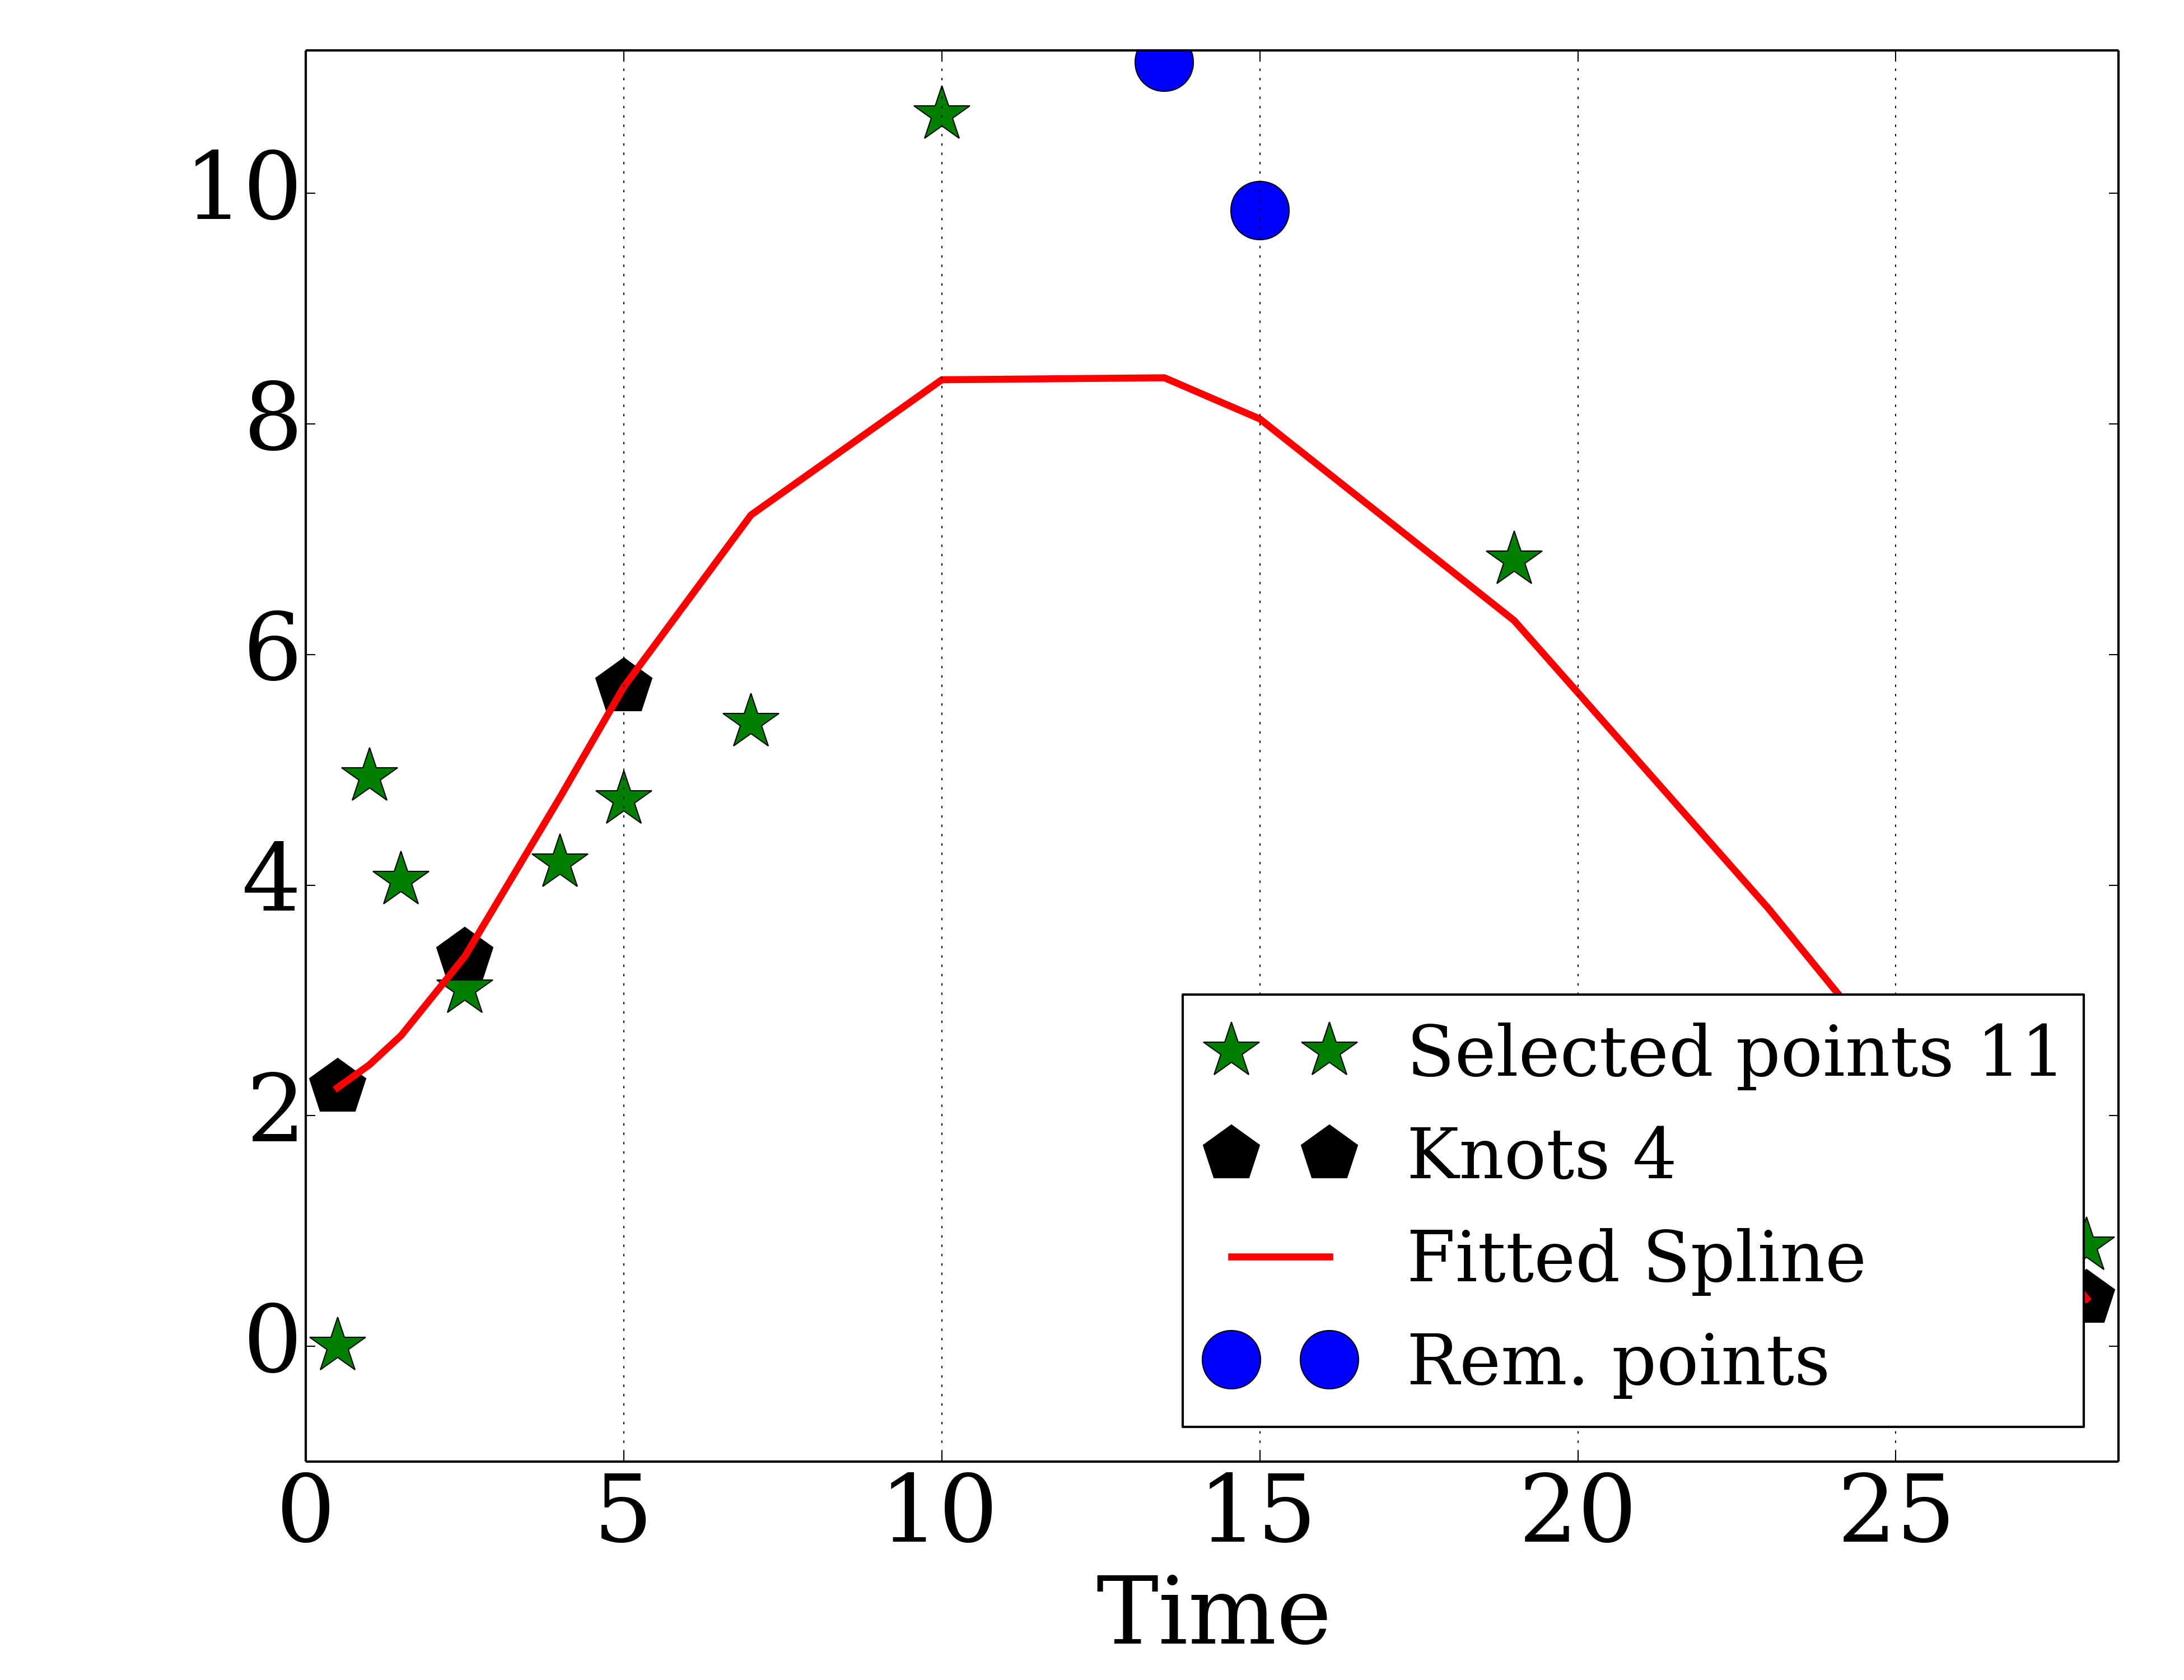 10
8
6
4
2
0
Selected points 11
Knots 4
Fitted Spline
Rem. points
0 5 10 15 20 25
Time